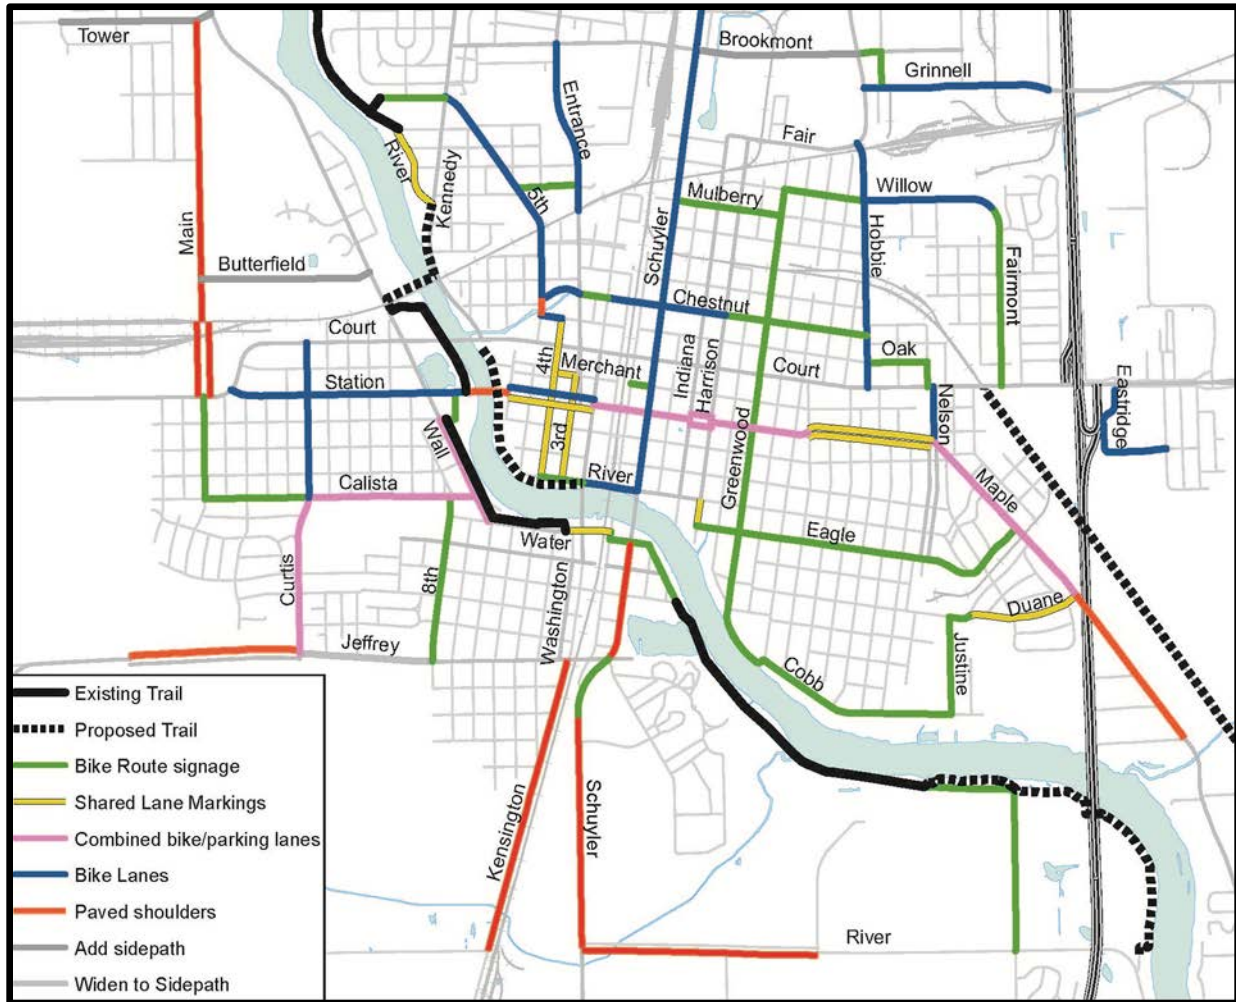 Tower
Brookmont
Grinnell
Entrance
Fair
River
Kennedy
5th
Mulberry
Willow
Main
Schuyler
Hobbie
Fairmont
Butterfield
Chestnut
Court
4th
Merchant
Indiana
Harrison
Court
Oak
Station
Nelson
Eastridge
Wall
3rd
Greenwood
River
Calista
Maple
Water
Eagle
Curtis
8th
Washington
Duane
Jeffrey
Justine
Cobb
Existing Trail
Proposed Trail
Bike Route signage
Shared Lane Markings
Combined bike/parking lanes
Bike Lanes
Paved shoulders
Add sidepath
Widen to Sidepath
Kensington
Schuyler
River